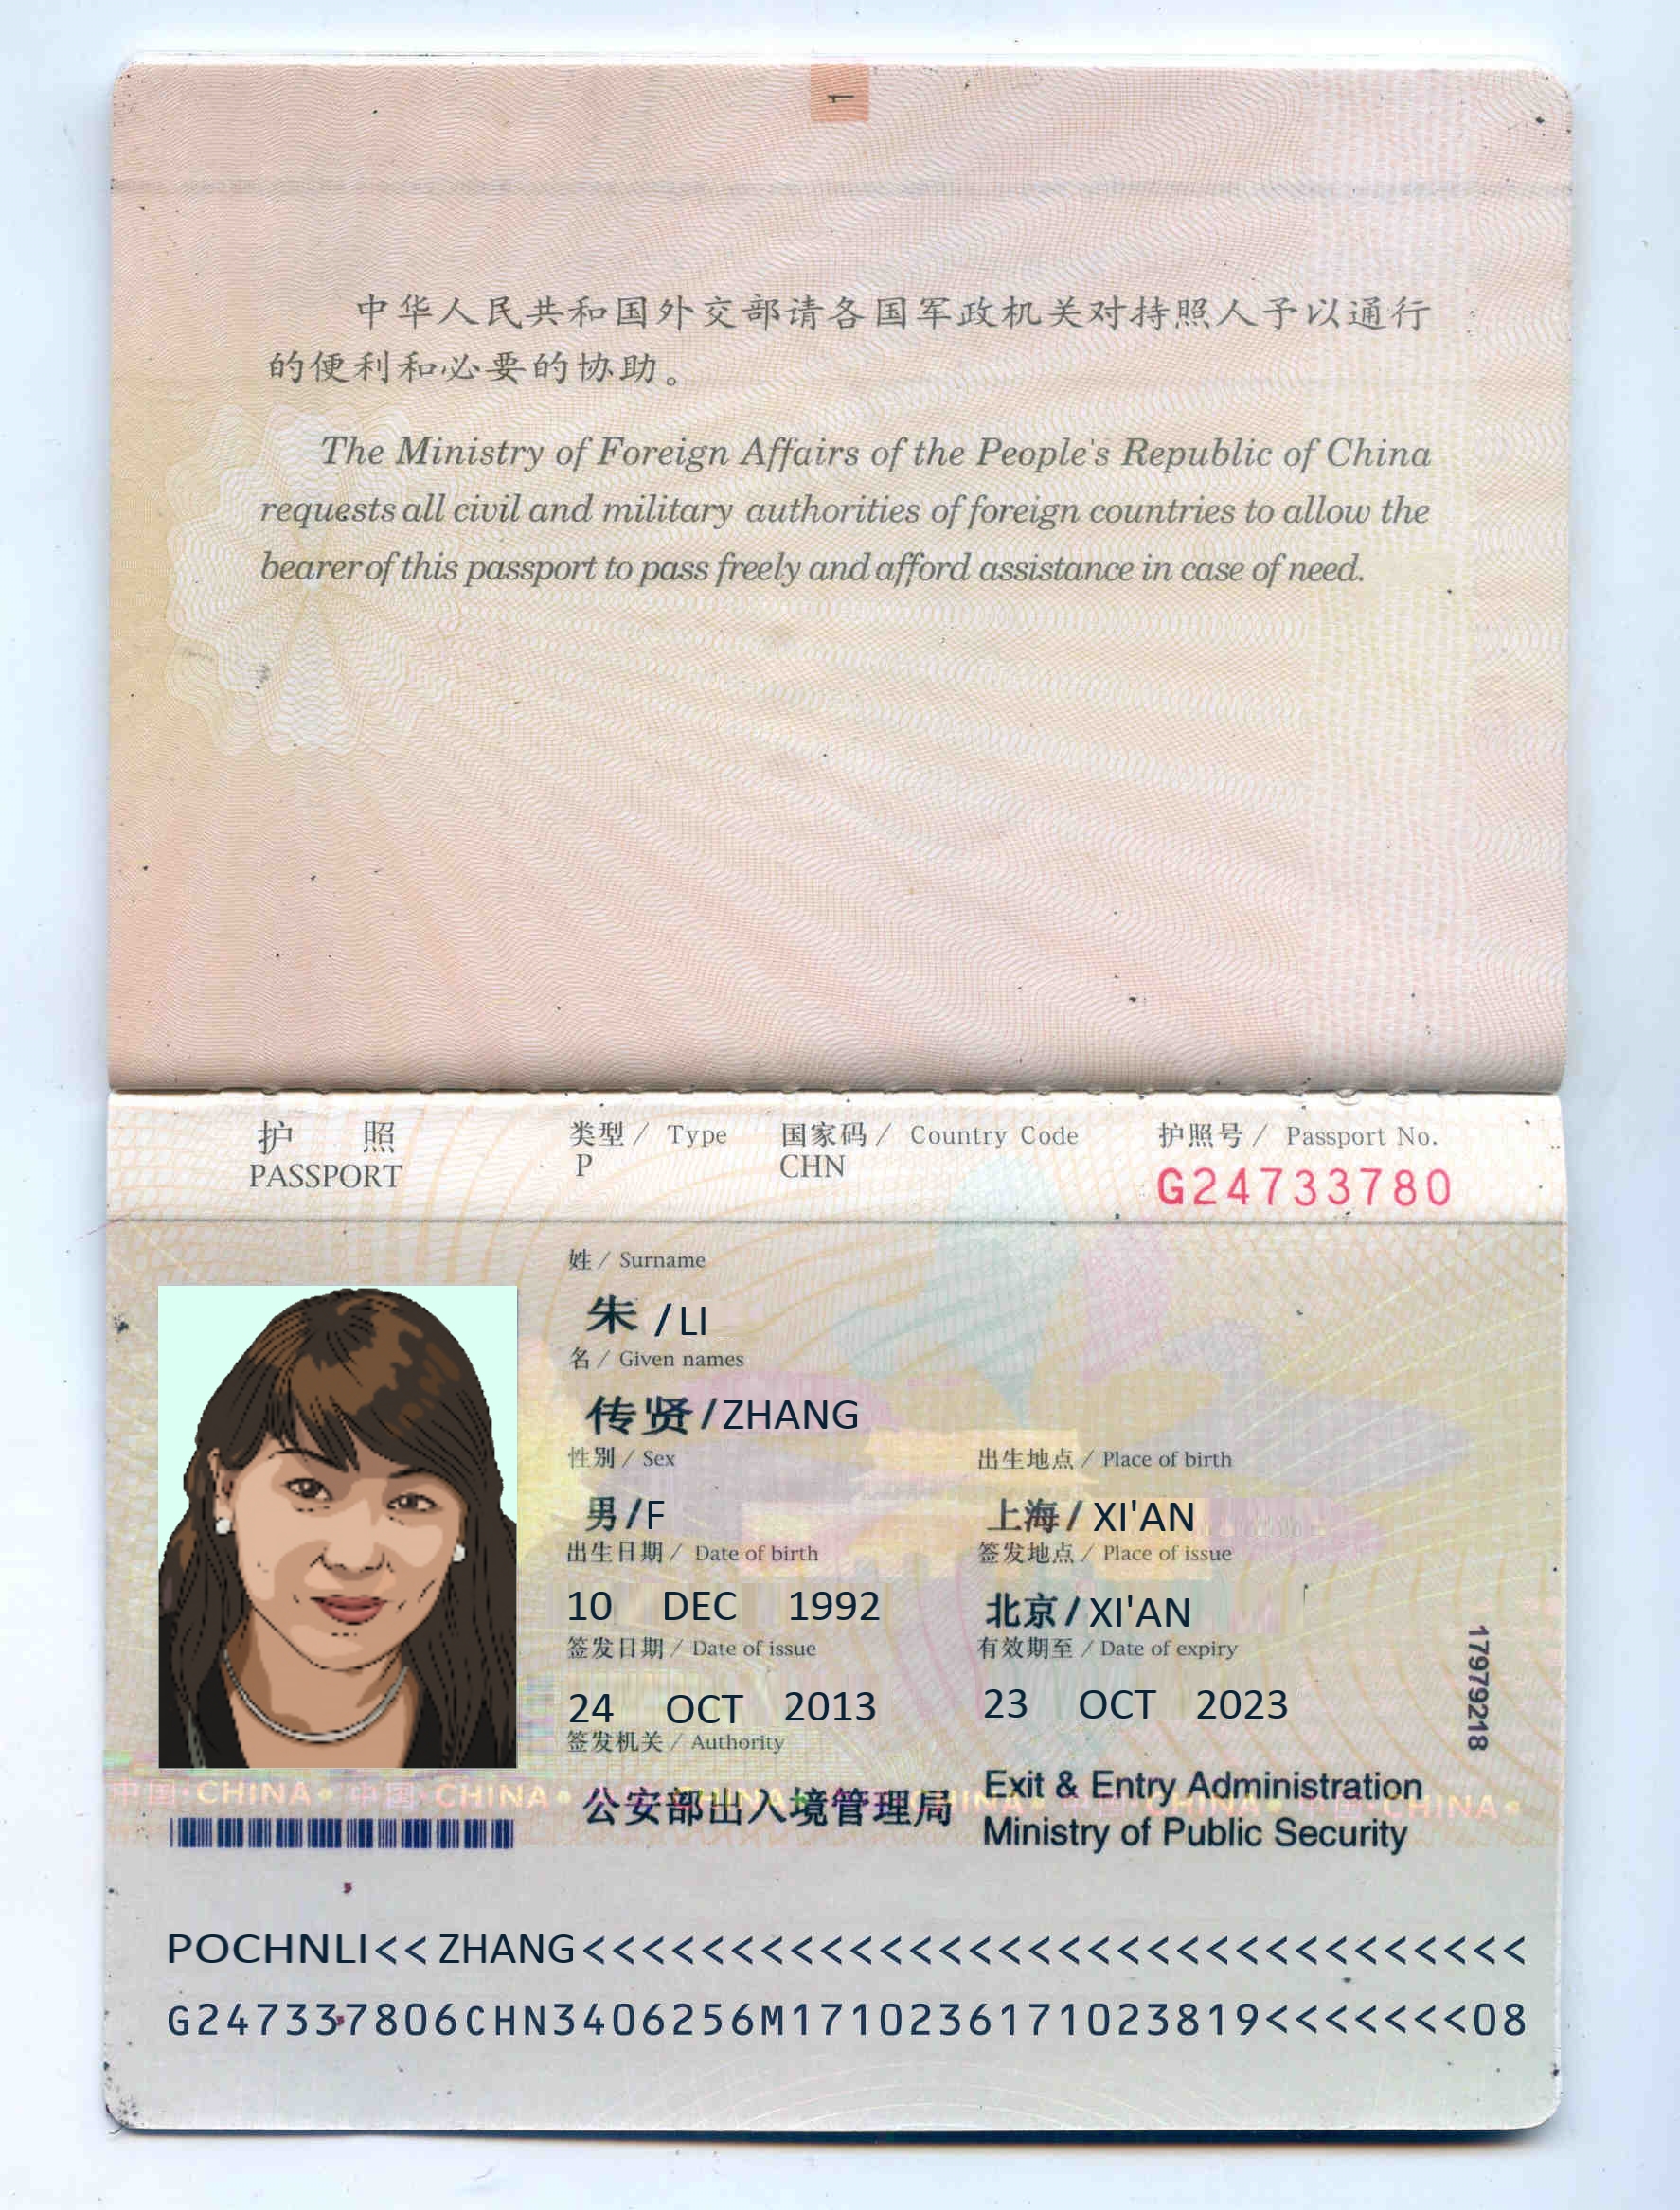 1
中华人民共和国外交部请各国军政机关对持照人予以通行
的便利和必要的协助。
The Ministry of Foreign Affairs of the People's Republic of China
requests all civil and military authorities of foreign countries to allow the
bearer of this passport to pass freely and afford assistance in case of need.
护 照 类型 / Type 国家码 / Country Code 护照号 / Passport No.
PASSPORT P CHN G24733780
姓 / Surname
朱 /LI
名 / Given names
传贤/ZHANG
性别 / Sex 出生地点 / Place of birth
男/F 上海/ XI'AN
出生日期 / Date of birth 签发地点 / Place of issue
10 DEC 1992 北京/XI'AN
签发日期 / Date of issue 有效期至 / Date of expiry
24 OCT 2013 23 OCT 2023
17979218
签发机关 / Authority
公安部出入境管理局 Exit & Entry Administration
Ministry of Public Security
中国·CHINA 中国·CHINA CHINA CHINA CHINA CHINA
POCHNLI<<ZHANG<<<<<<<<<<<<<<<<<<<<<<<<<<<<<<<<
G247337806CHN3406256M1710236171023819<<<<<<<08